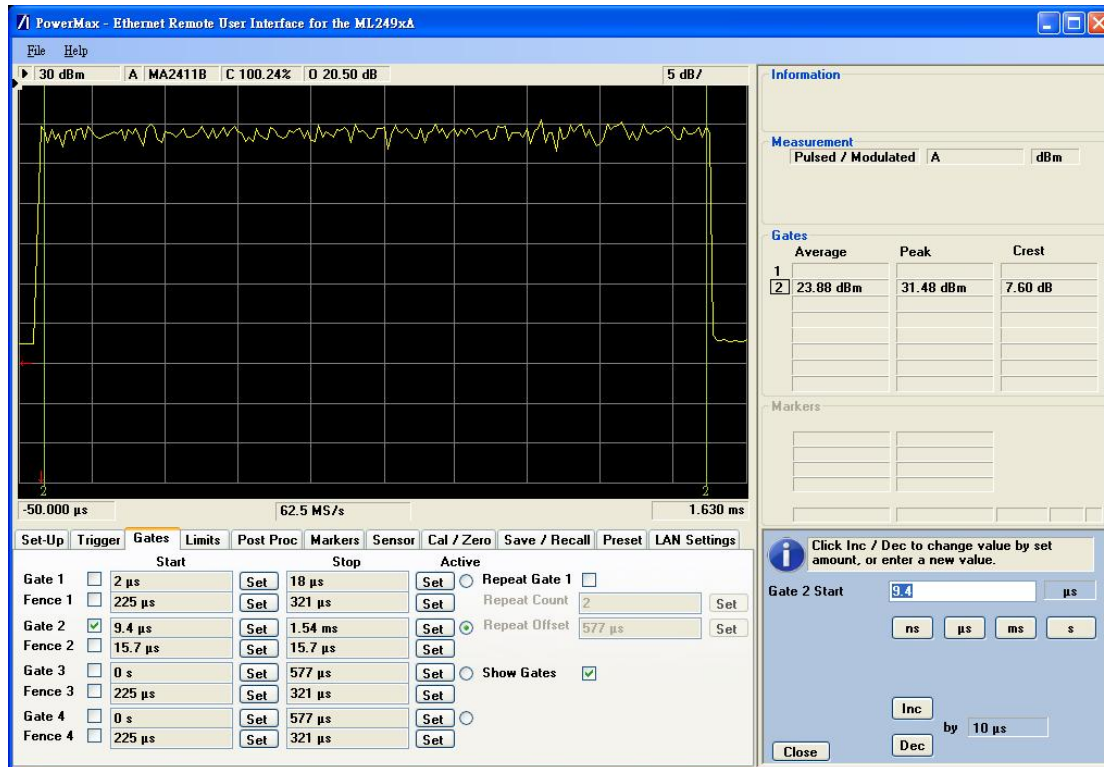 PowerMax - Ethernet Remote User Interface for the ML249xA
File Help
30 dBm A MA2411B C 100.24% O 20.50 dB 5 dB/
2 2
-50.000 µs 62.5 MS/s 1.630 ms
Information
Measurement
Pulsed / Modulated A dBm
Gates
Average Peak Crest
1
2 23.88 dBm 31.48 dBm 7.60 dB
Markers
Set-Up Trigger Gates Limits Post Proc Markers Sensor Cal / Zero Save / Recall Preset LAN Settings
Start Stop Active
Gate 1 2 µs Set 18 µs Set Repeat Gate 1
Fence 1 225 µs Set 321 µs Set Repeat Count 2 Set
Gate 2 9.4 µs Set 1.54 ms Set Repeat Offset 577 µs Set
Fence 2 15.7 µs Set 15.7 µs Set
Gate 3 0 s Set 577 µs Set Show Gates
Fence 3 225 µs Set 321 µs Set
Gate 4 0 s Set 577 µs Set
Fence 4 225 µs Set 321 µs Set
Click Inc / Dec to change value by set
amount, or enter a new value.
Gate 2 Start 9.4 µs
ns µs ms s
Inc
by 10 µs
Dec
Close